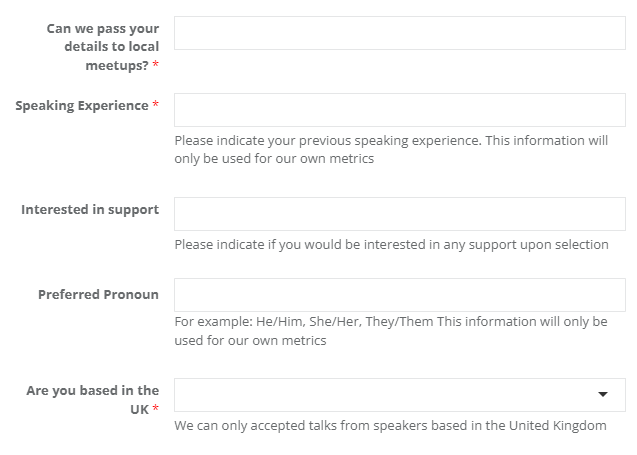 Can we pass your
details to local
meetups? *
Speaking Experience *
Please indicate your previous speaking experience. This information will
only be used for our own metrics
Interested in support
Please indicate if you would be interested in any support upon selection
Preferred Pronoun
For example: He/Him, She/Her, They/Them This information will only be
used for our own metrics
Are you based in the
UK *
We can only accepted talks from speakers based in the United Kingdom